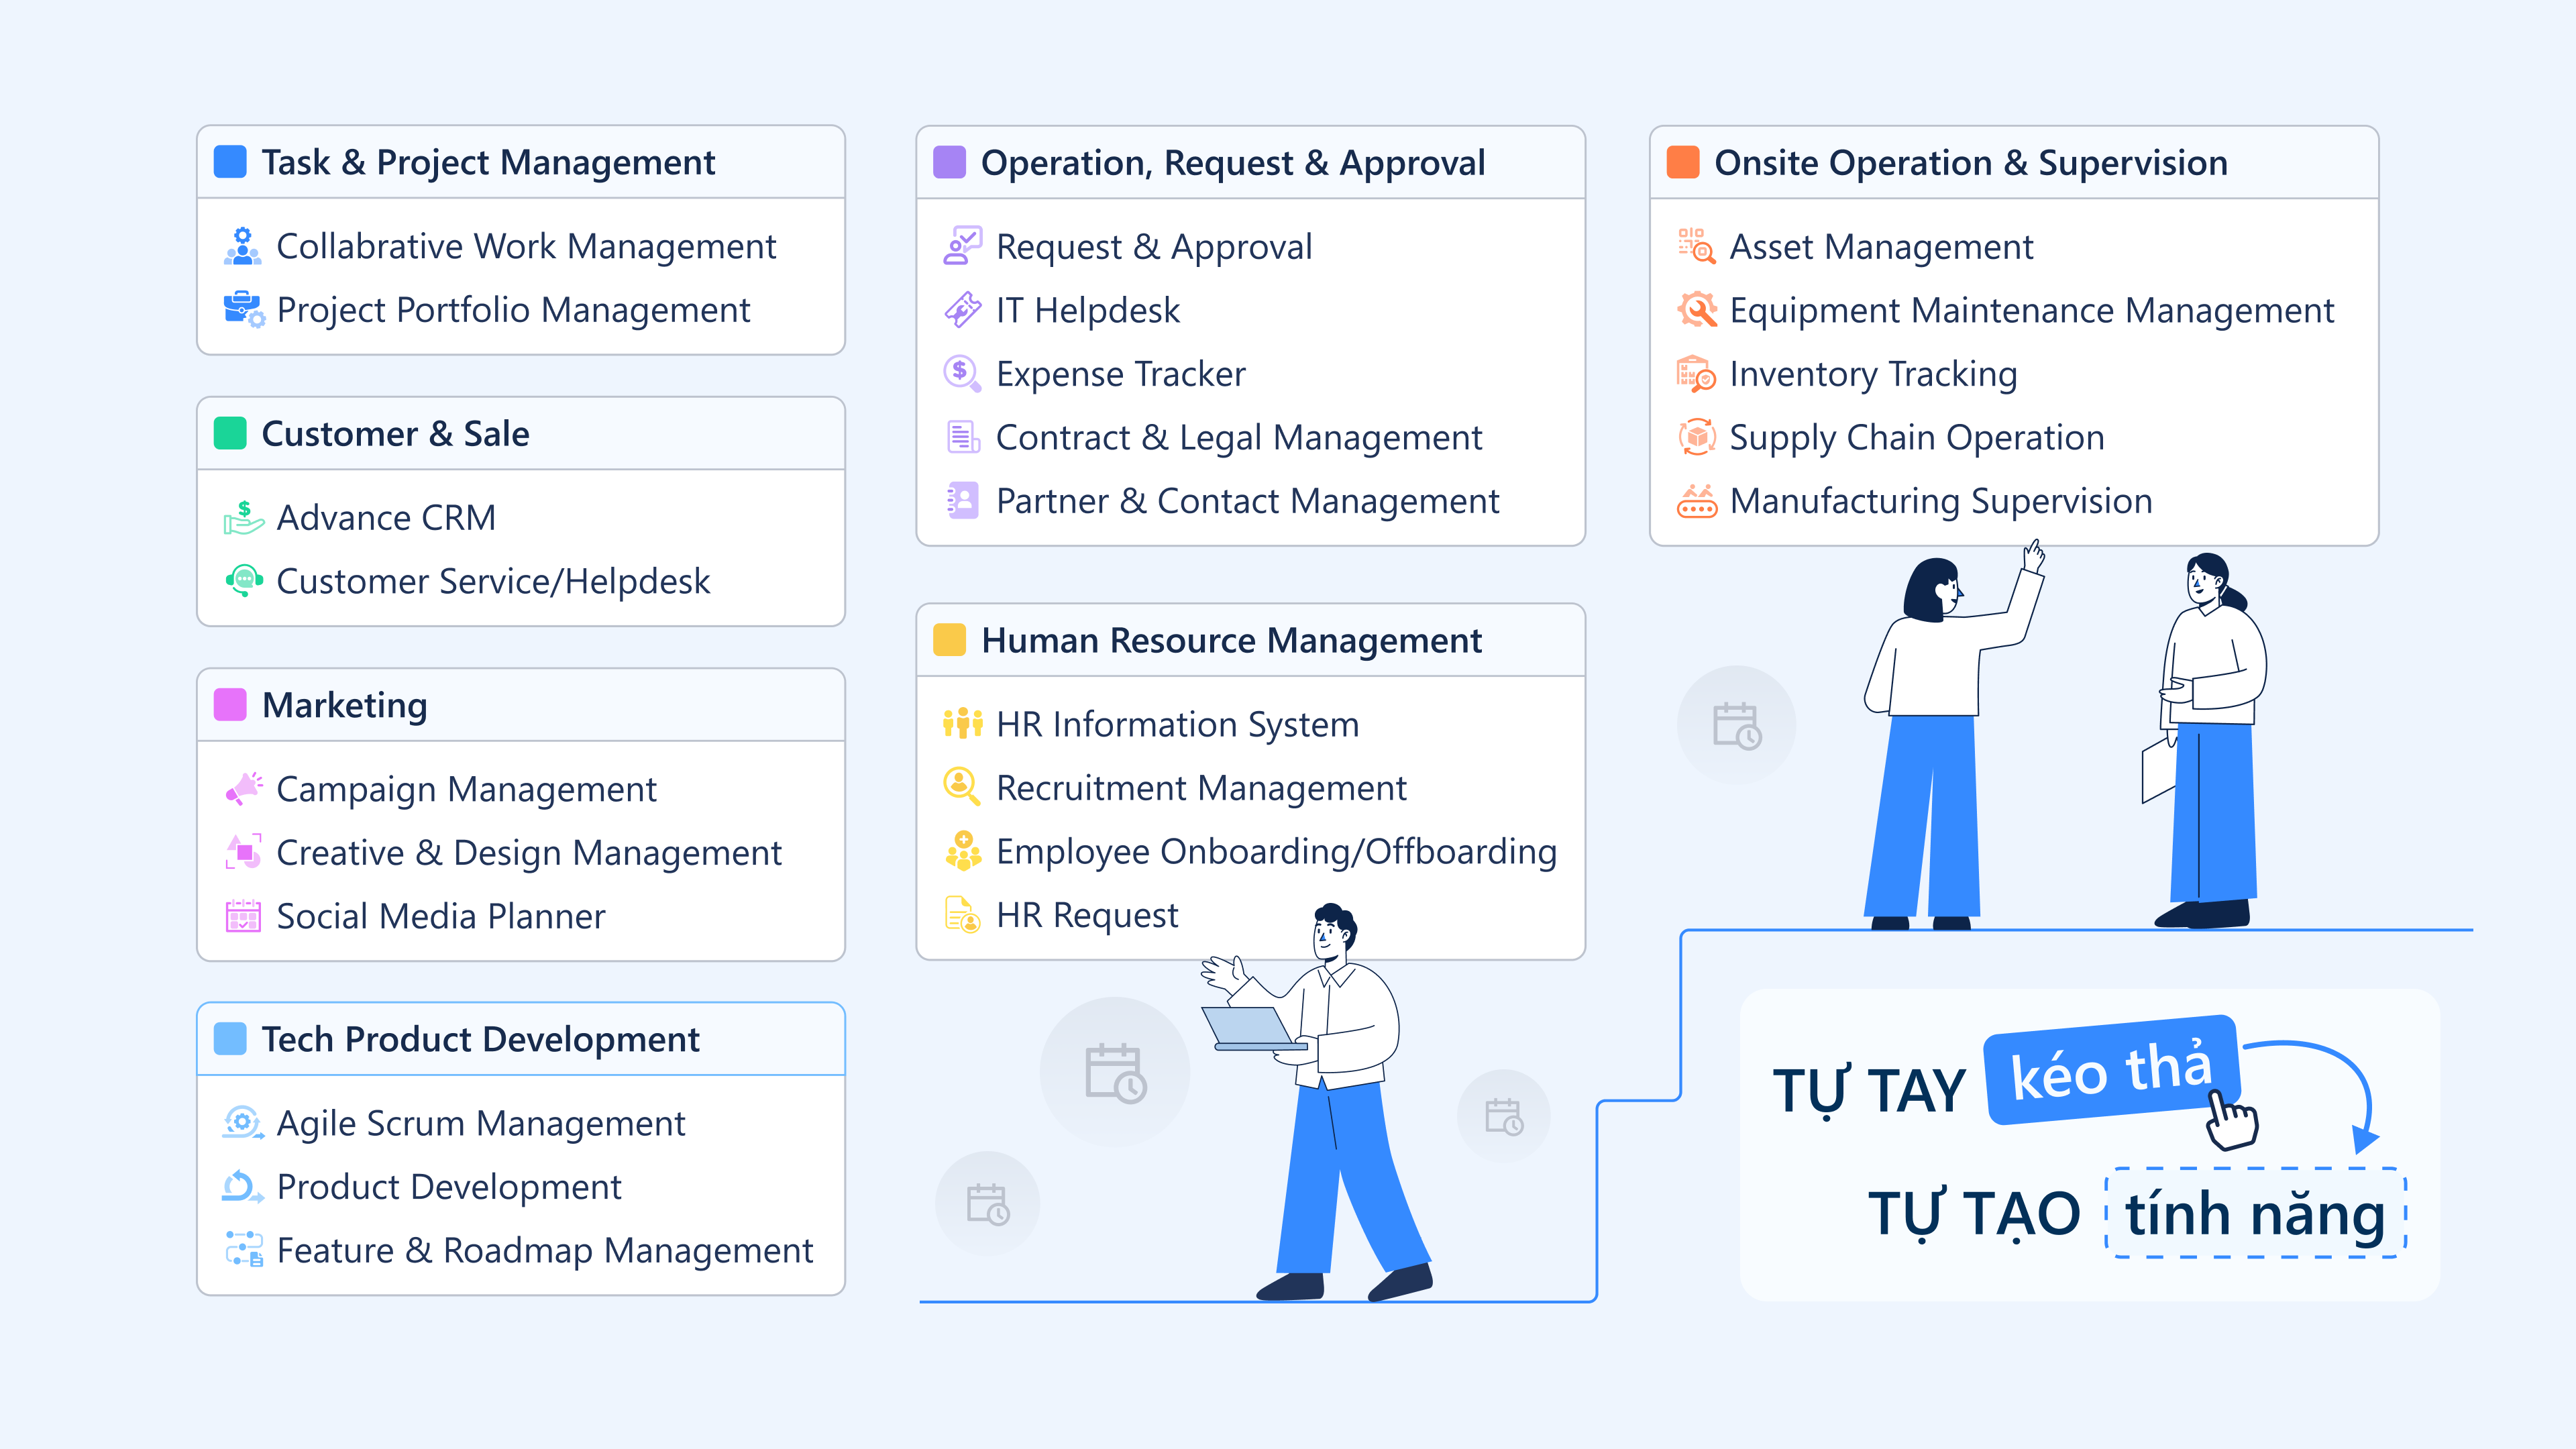 Task & Project Management
Collabrative Work Management
Project Portfolio Management
Customer & Sale
Advance CRM
Customer Service/Helpdesk
Marketing
Campaign Management
Creative & Design Management
Social Media Planner
Tech Product Development
Agile Scrum Management
Product Development
Feature & Roadmap Management
Operation, Request & Approval
Request & Approval
IT Helpdesk
Expense Tracker
Contract & Legal Management
Partner & Contact Management
Human Resource Management
HR Information System
Recruitment Management
Employee Onboarding/Offboarding
HR Request
Onsite Operation & Supervision
Asset Management
Equipment Maintenance Management
Inventory Tracking
Supply Chain Operation
Manufacturing Supervision
TỰ TAY kéo thả
TỰ TẠO tính năng